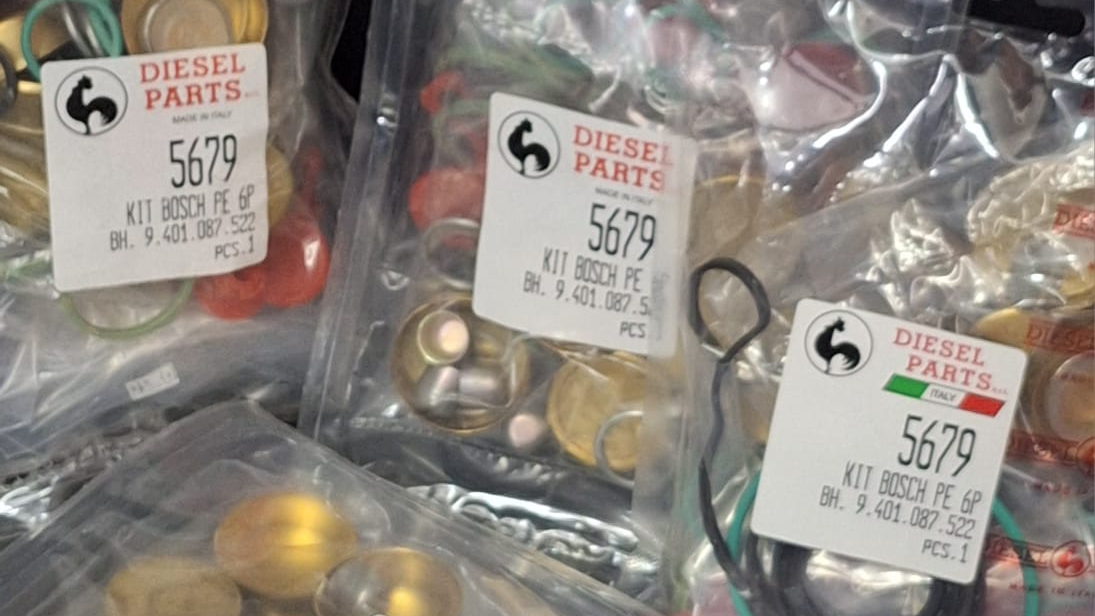 DIESEL
PARTS
MADE IN ITALY
5679
KIT BOSCH PE 6P
BH. 9.401.087.522
PCS.1
DIESEL
PARTS
MADE IN ITALY
5679
KIT BOSCH PE
BH. 9.401.087.5
PCS
DIESEL
PARTS
ITALY
5679
KIT BOSCH PE 6P
BH. 9.401.087.522
PCS.1
DIESEL